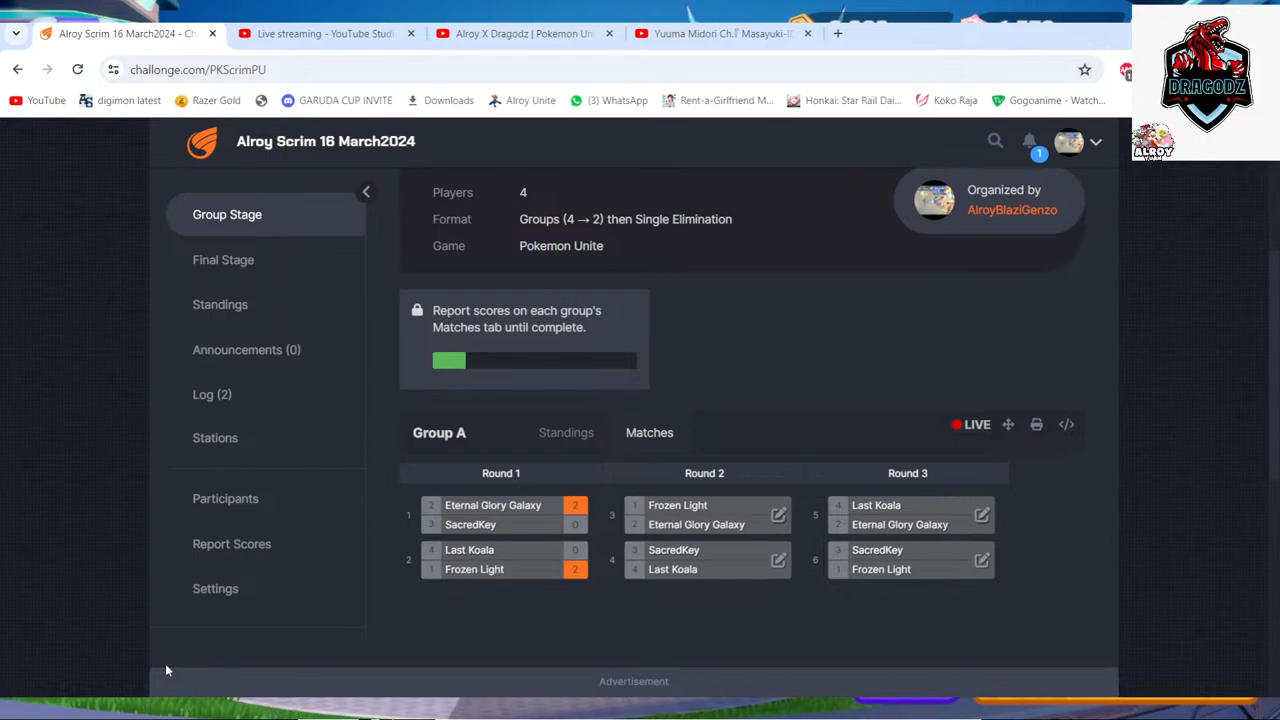 Alroy Scrim 16 March2024 - Ch
Live streaming - YouTube Studi
Alroy X Dragodz | Pokemon Uni
Yuuma Midori Ch.
Masayuki-I
challonge.com/PKScrimPU
YouTube
digimon latest
Razer Gold
GARUDA CUP INVITE
Downloads
Alroy Unite
(3) WhatsApp
Rent-a-Girlfriend M...
Honkai: Star Rail Dai...
Koko Raja
Gogoanime - Watch...
DRAGODZ
ALROY
Alroy Scrim 16 March2024
1
Group Stage
Final Stage
Standings
Announcements (0)
Log (2)
Stations
Participants
Report Scores
Settings
Players 4
Format Groups (4 → 2) then Single Elimination
Game Pokemon Unite
Organized by
AlroyBlaziGenzo
Report scores on each group's
Matches tab until complete.
Group A Standings Matches
LIVE
Round 1 Round 2 Round 3
1
2 Eternal Glory Galaxy 2
3 SacredKey 0
2
4 Last Koala 0
1 Frozen Light 2
3
1 Frozen Light
2 Eternal Glory Galaxy
4
3 SacredKey
4 Last Koala
5
4 Last Koala
2 Eternal Glory Galaxy
6
3 SacredKey
1 Frozen Light
Advertisement